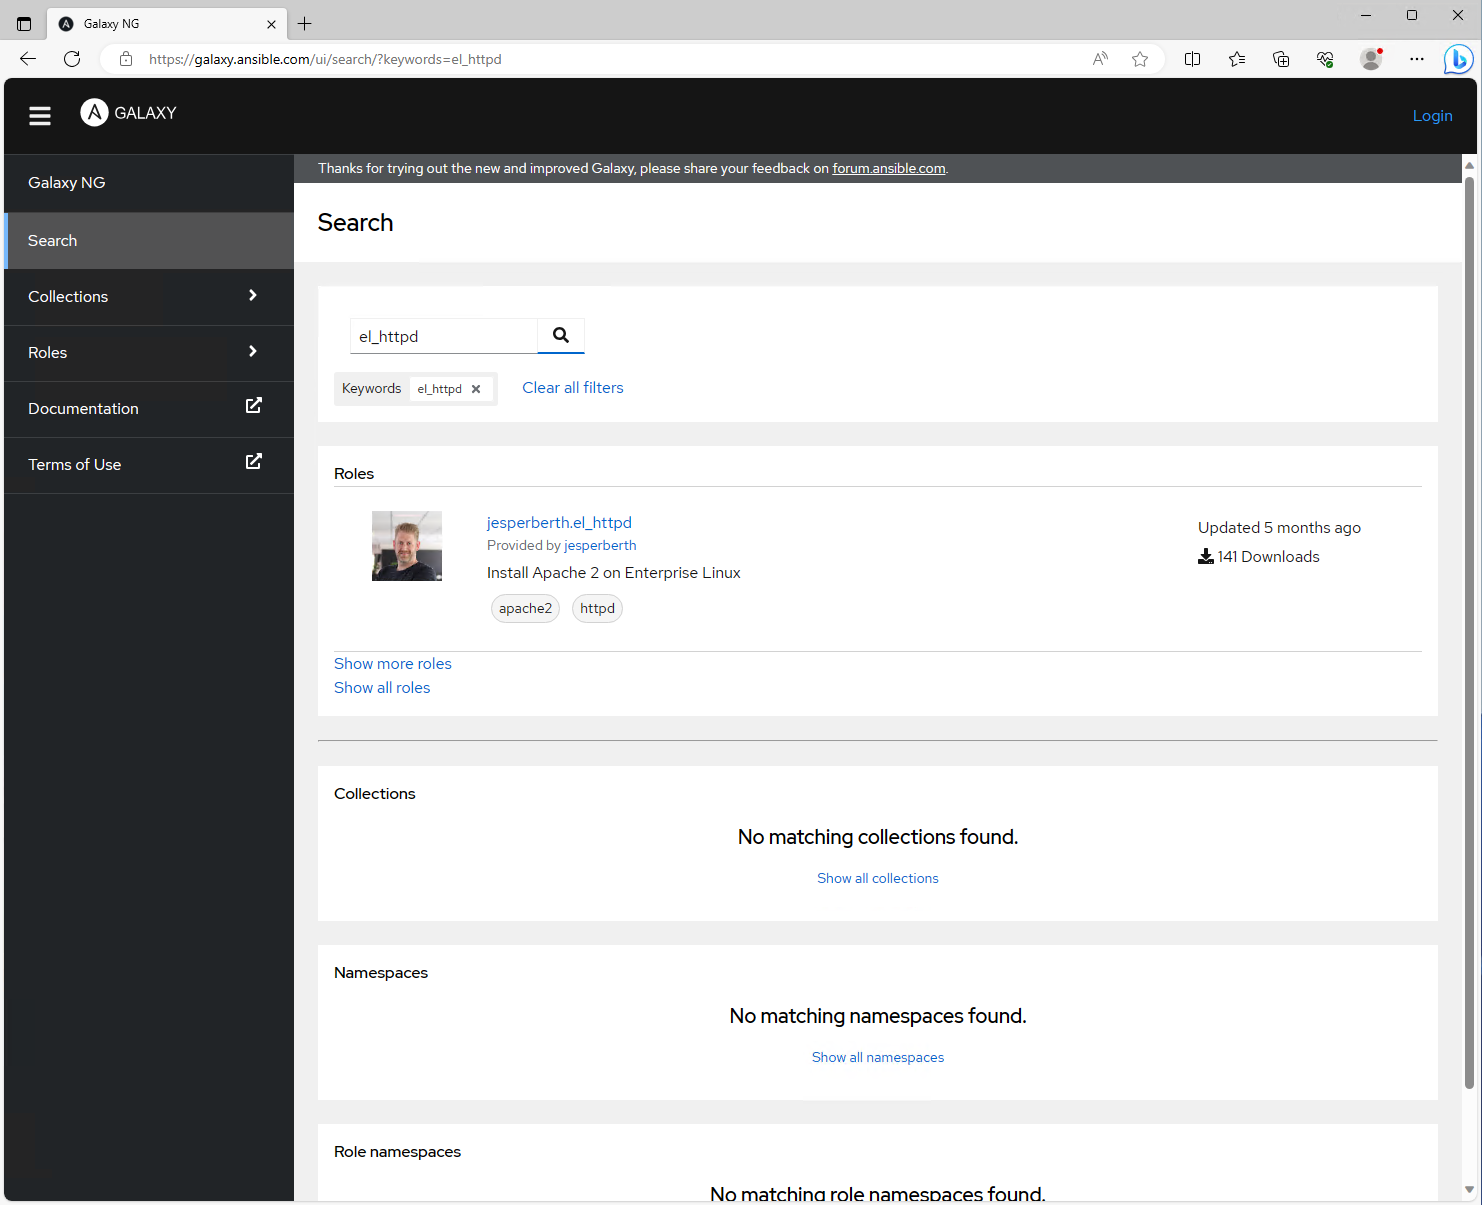 Galaxy NG
https://galaxy.ansible.com/ui/search/?keywords=el_httpd
GALAXY
Login
Galaxy NG
Search
Collections
Roles
Documentation
Terms of Use
Thanks for trying out the new and improved Galaxy, please share your feedback on forum.ansible.com.
Search
el_httpd
Keywords el_httpd Clear all filters
Roles
jesperberth.el_httpd
Provided by jesperberth
Install Apache 2 on Enterprise Linux
apache2 httpd
Updated 5 months ago
141 Downloads
Show more roles
Show all roles
Collections
No matching collections found.
Show all collections
Namespaces
No matching namespaces found.
Show all namespaces
Role namespaces
No matching role namespaces found.